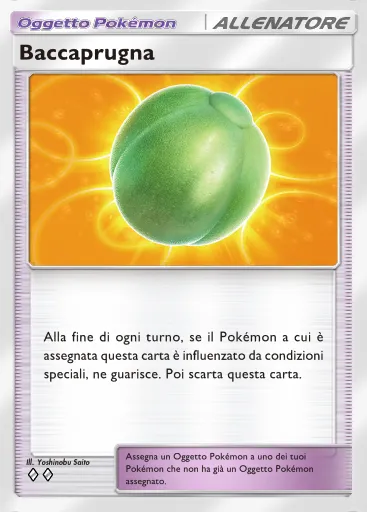 Oggetto Pokémon
ALLENATORE
Baccaprugna
Alla fine di ogni turno, se il Pokémon a cui è
assegnata questa carta è influenzato da condizioni
speciali, ne guarisce. Poi scarta questa carta.
Ill. Yoshinobu Saito
Assegna un Oggetto Pokémon a uno dei tuoi
Pokémon che non ha già un Oggetto Pokémon
assegnato.